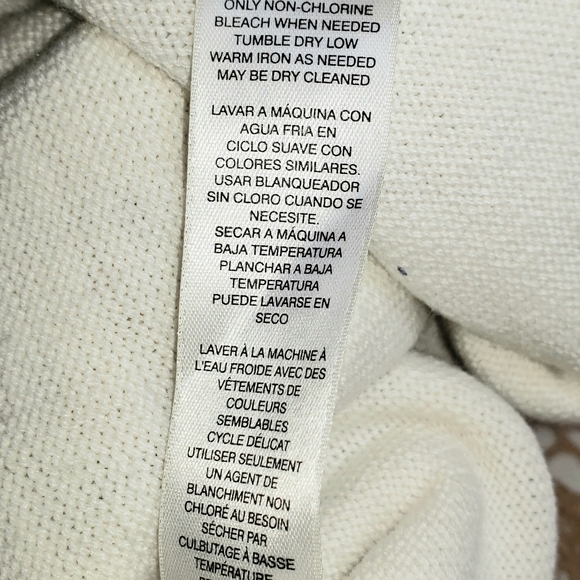 ONLY NON-CHLORINE
BLEACH WHEN NEEDED
TUMBLE DRY LOW
WARM IRON AS NEEDED
MAY BE DRY CLEANED
LAVAR A MÁQUINA CON
AGUA FRIA EN
CICLO SUAVE CON
COLORES SIMILARES.
USAR BLANQUEADOR
SIN CLORO CUANDO SE
NECESITE.
SECAR A MÁQUINA A
BAJA TEMPERATURA
PLANCHAR A BAJA
TEMPERATURA
PUEDE LAVARSE EN
SECO
LAVER À LA MACHINE À
L'EAU FROIDE AVEC DES
VÉTEMENTS DE
COULEURS
SEMBLABLES
CYCLE DÉLICAT
UTILISER SEULEMENT
UN AGENT DE
BLANCHIMENT NON
CHLORÉ AU BESOIN
SÉCHER PAR
CULBUTAGE À BASSE
TEMPÉRATURE